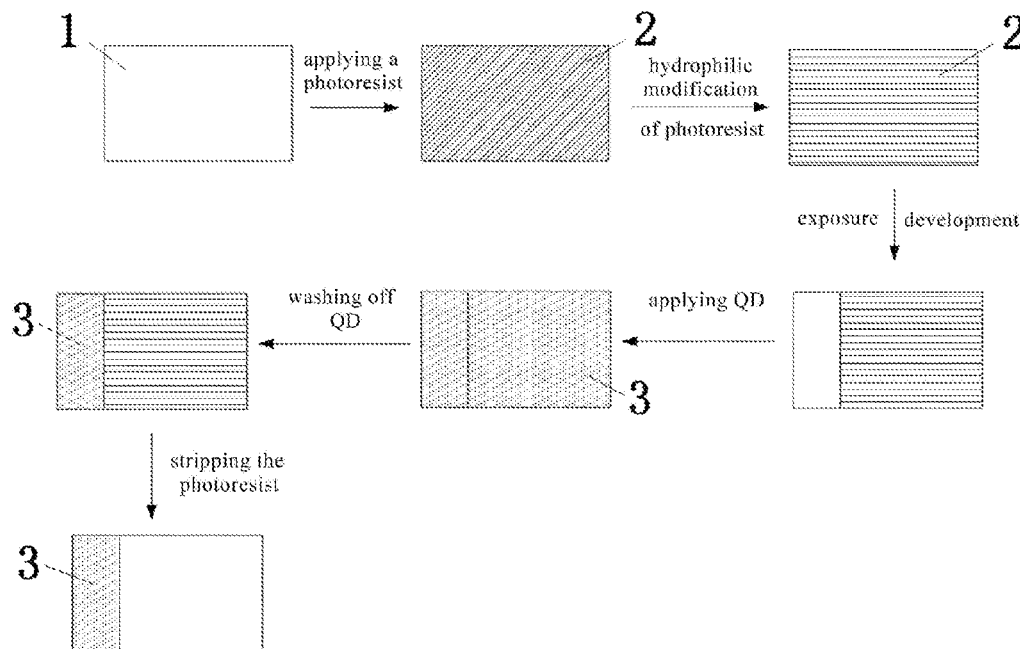 1
applying a
photoresist
2
hydrophilic
modification
of photoresist
2
exposure development
applying QD
3
washing off
QD
3
stripping the
photoresist
3